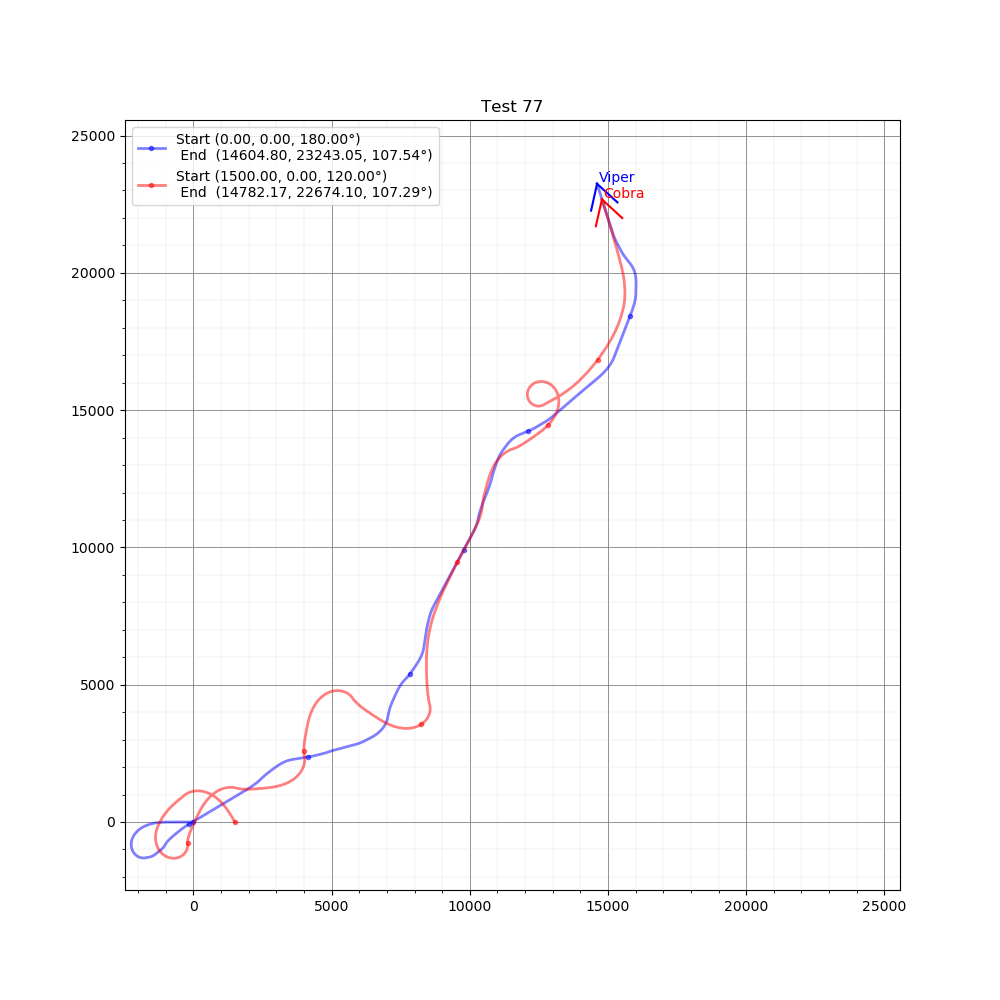 Test 77
Start (0.00, 0.00, 180.00°)
End (14604.80, 23243.05, 107.54°)
Start (1500.00, 0.00, 120.00°)
End (14782.17, 22674.10, 107.29°)
Viper
Cobra
25000
20000
15000
10000
5000
0
0
5000
10000
15000
20000
25000